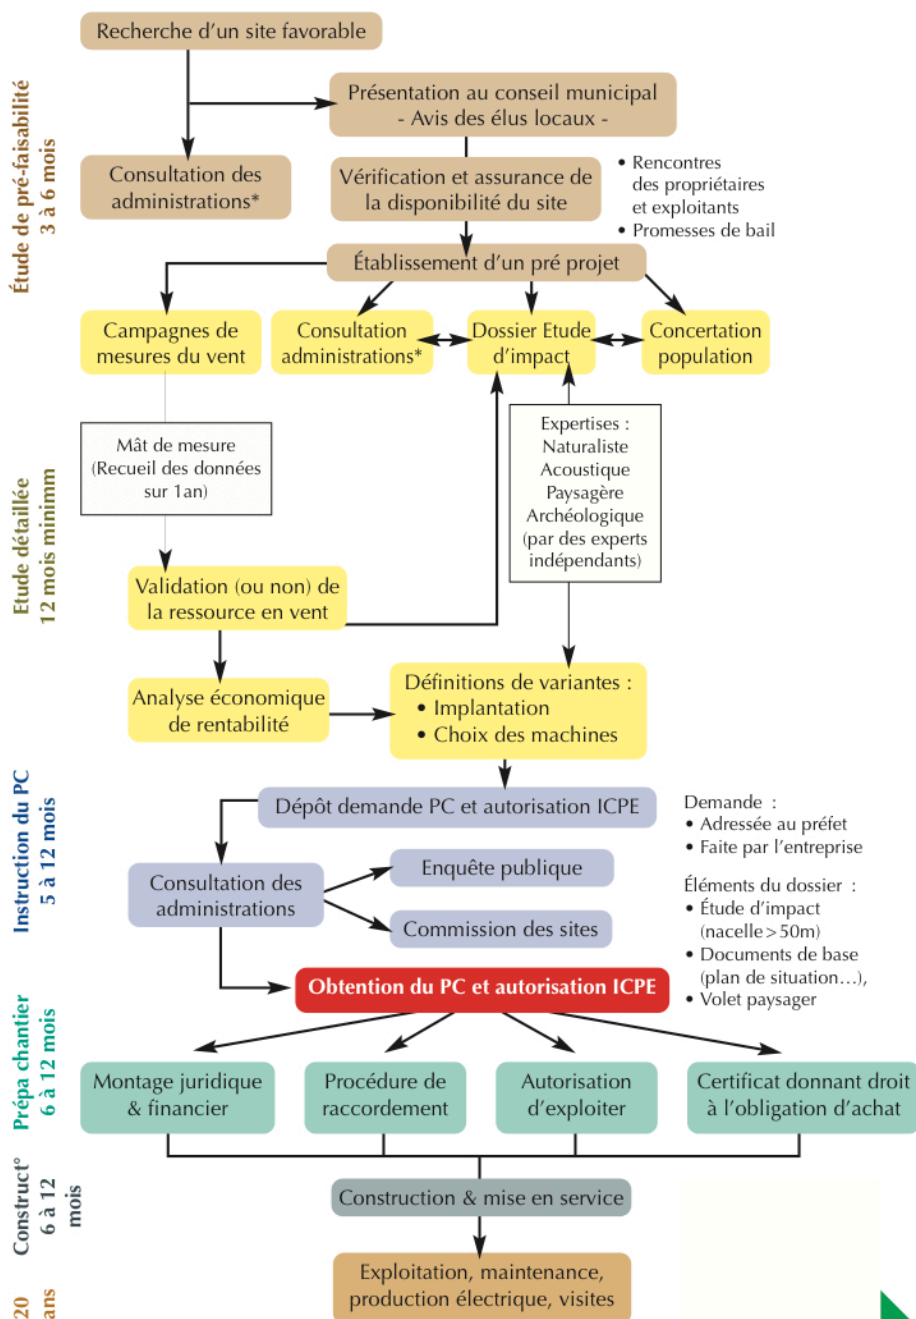 Recherche d’un site favorable
Étude de pré-faisabilité
3 à 6 mois
Présentation au conseil municipal
- Avis des élus locaux -
Consultation des
administrations*
Vérification et assurance de
la disponibilité du site
• Rencontres
des propriétaires
et exploitants
• Promesses de bail
Établissement d’un pré projet
Campagnes de
mesures du vent
Consultation
administrations*
Dossier Etude
d’impact
Concertation
population
Etude détaillée
12 mois minimm
Mât de mesure
(Recueil des données
sur 1an)
Expertises :
Naturaliste
Acoustique
Paysagère
Archéologique
(par des experts
indépendants)
Validation (ou non) de
la ressource en vent
Analyse économique
de rentabilité
Définitions de variantes :
• Implantation
• Choix des machines
Instruction du PC
5 à 12 mois
Dépôt demande PC et autorisation ICPE
Demande :
• Adressée au préfet
• Faite par l’entreprise
Consultation des
administrations
Enquête publique
Commission des sites
Éléments du dossier :
• Étude d’impact
(nacelle > 50m)
• Documents de base
(plan de situation…),
• Volet paysager
Obtention du PC et autorisation ICPE
Prépa chantier
6 à 12 mois
Montage juridique
& financier
Procédure de
raccordement
Autorisation
d’exploiter
Certificat donnant droit
à l’obligation d’achat
Construct°
6 à 12
mois
Construction & mise en service
20
ans
Exploitation, maintenance,
production électrique, visites